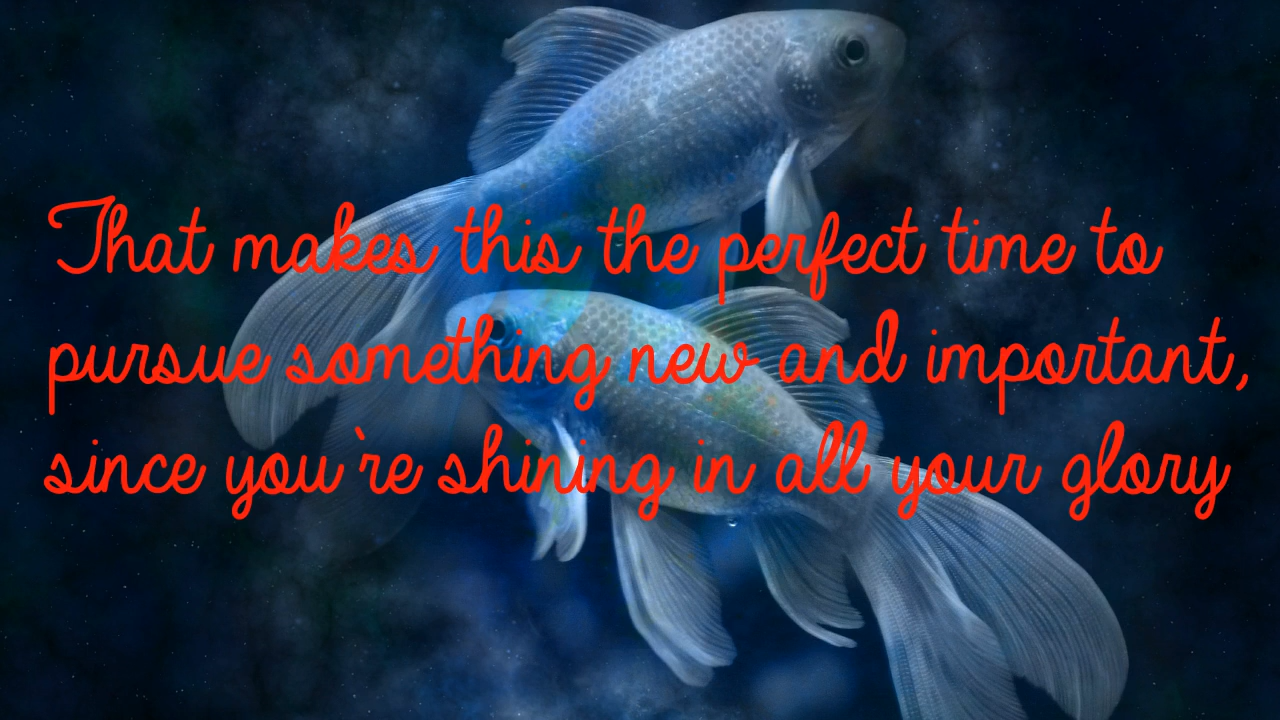 That makes this the perfect time to
pursue something new and important,
since you`re shining in all your glory